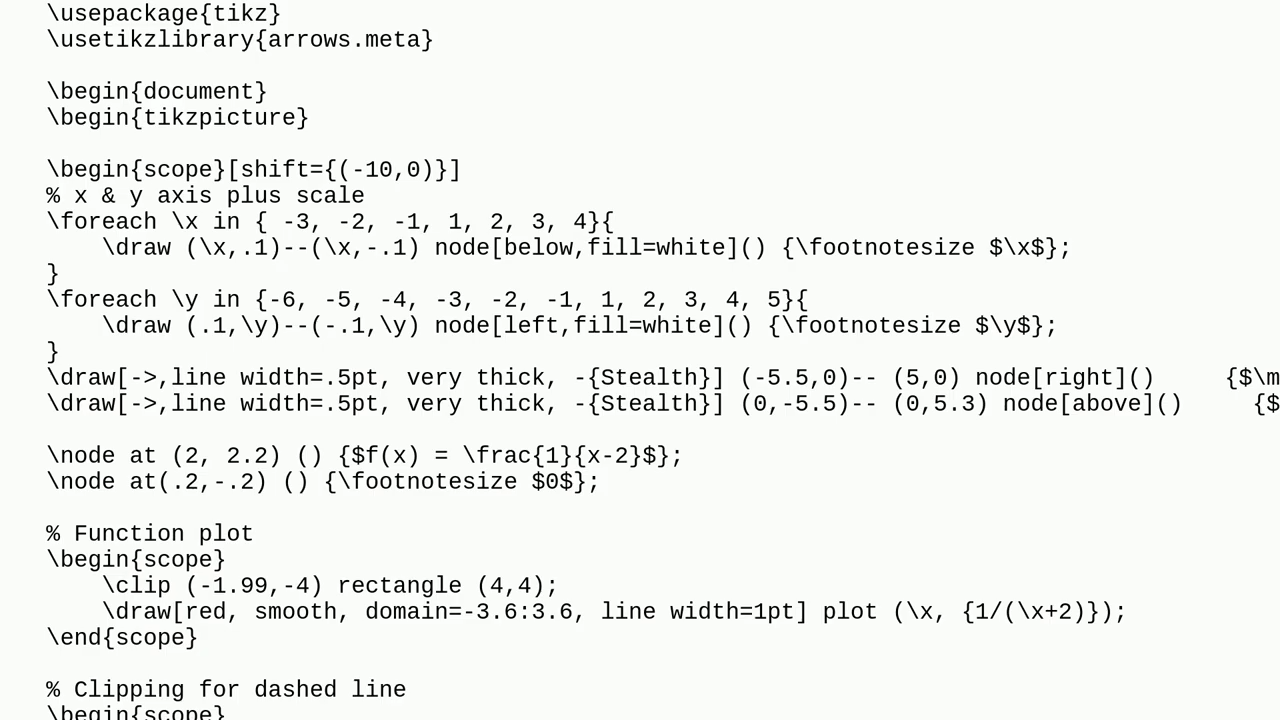 \usepackage{tikz}
\usetikzlibrary{arrows.meta}
\begin{document}
\begin{tikzpicture}
\begin{scope}[shift={(-10,0)}]
% x & y axis plus scale
\foreach \x in { -3, -2, -1, 1, 2, 3, 4}{
    \draw (\x,.1)--(\x,-.1) node[below,fill=white]() {\footnotesize $\x$};
}
\foreach \y in {-6, -5, -4, -3, -2, -1, 1, 2, 3, 4, 5}{
    \draw (.1,\y)--(-.1,\y) node[left,fill=white]() {\footnotesize $\y$};
}
\draw[->,line width=.5pt, very thick, -{Stealth}] (-5.5,0)-- (5,0) node[right]()     {$\m
\draw[->,line width=.5pt, very thick, -{Stealth}] (0,-5.5)-- (0,5.3) node[above]()     {$
\node at (2, 2.2) () {$f(x) = \frac{1}{x-2}$};
\node at(.2,-.2) () {\footnotesize $0$};
% Function plot
\begin{scope}
    \clip (-1.99,-4) rectangle (4,4);
    \draw[red, smooth, domain=-3.6:3.6, line width=1pt] plot (\x, {1/(\x+2)});
\end{scope}
% Clipping for dashed line
\begin{scope}